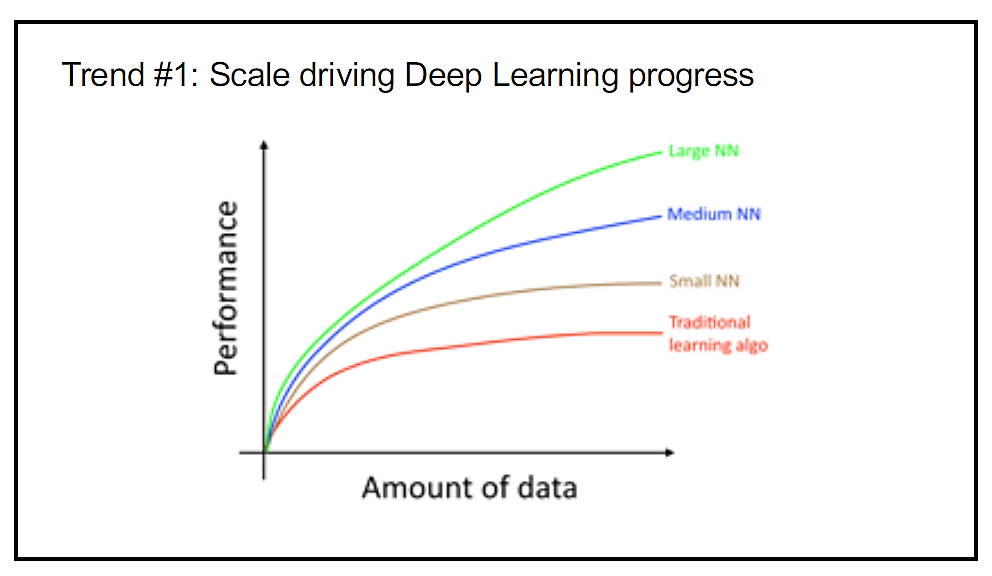 Trend #1: Scale driving Deep Learning progress
Large NN
Medium NN
Small NN
Traditional
learning algo
Performance
Amount of data